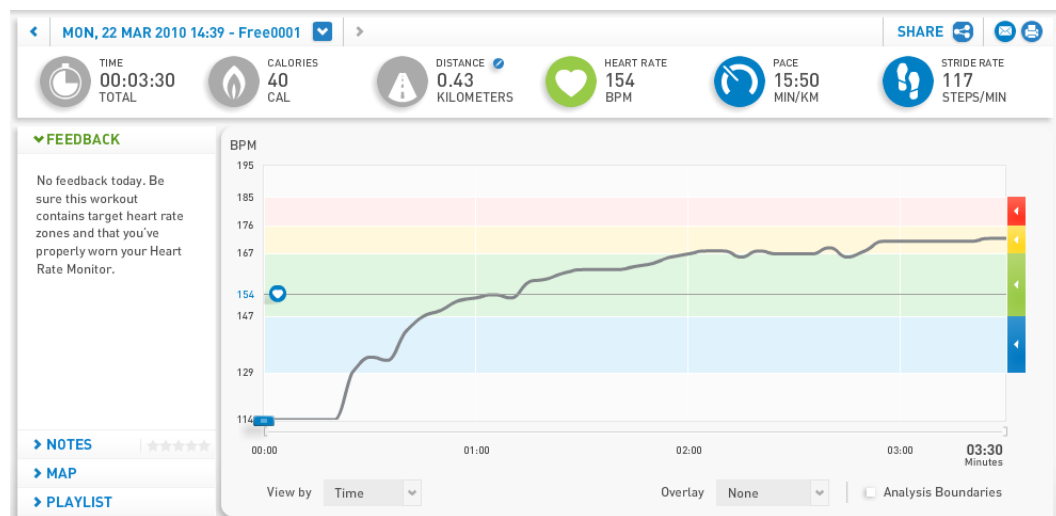 MON, 22 MAR 2010 14:39 - Free0001
SHARE
TIME
00:03:30
TOTAL
CALORIES
40
CAL
DISTANCE
0.43
KILOMETERS
HEART RATE
154
BPM
PACE
15:50
MIN/KM
STRIDE RATE
117
STEPS/MIN
FEEDBACK
No feedback today. Be
sure this workout
contains target heart rate
zones and that you've
properly worn your Heart
Rate Monitor.
NOTES
MAP
PLAYLIST
BPM
195
185
176
167
154
147
129
114
00:00
01:00
02:00
03:00
03:30
Minutes
View by
Time
Overlay
None
Analysis Boundaries